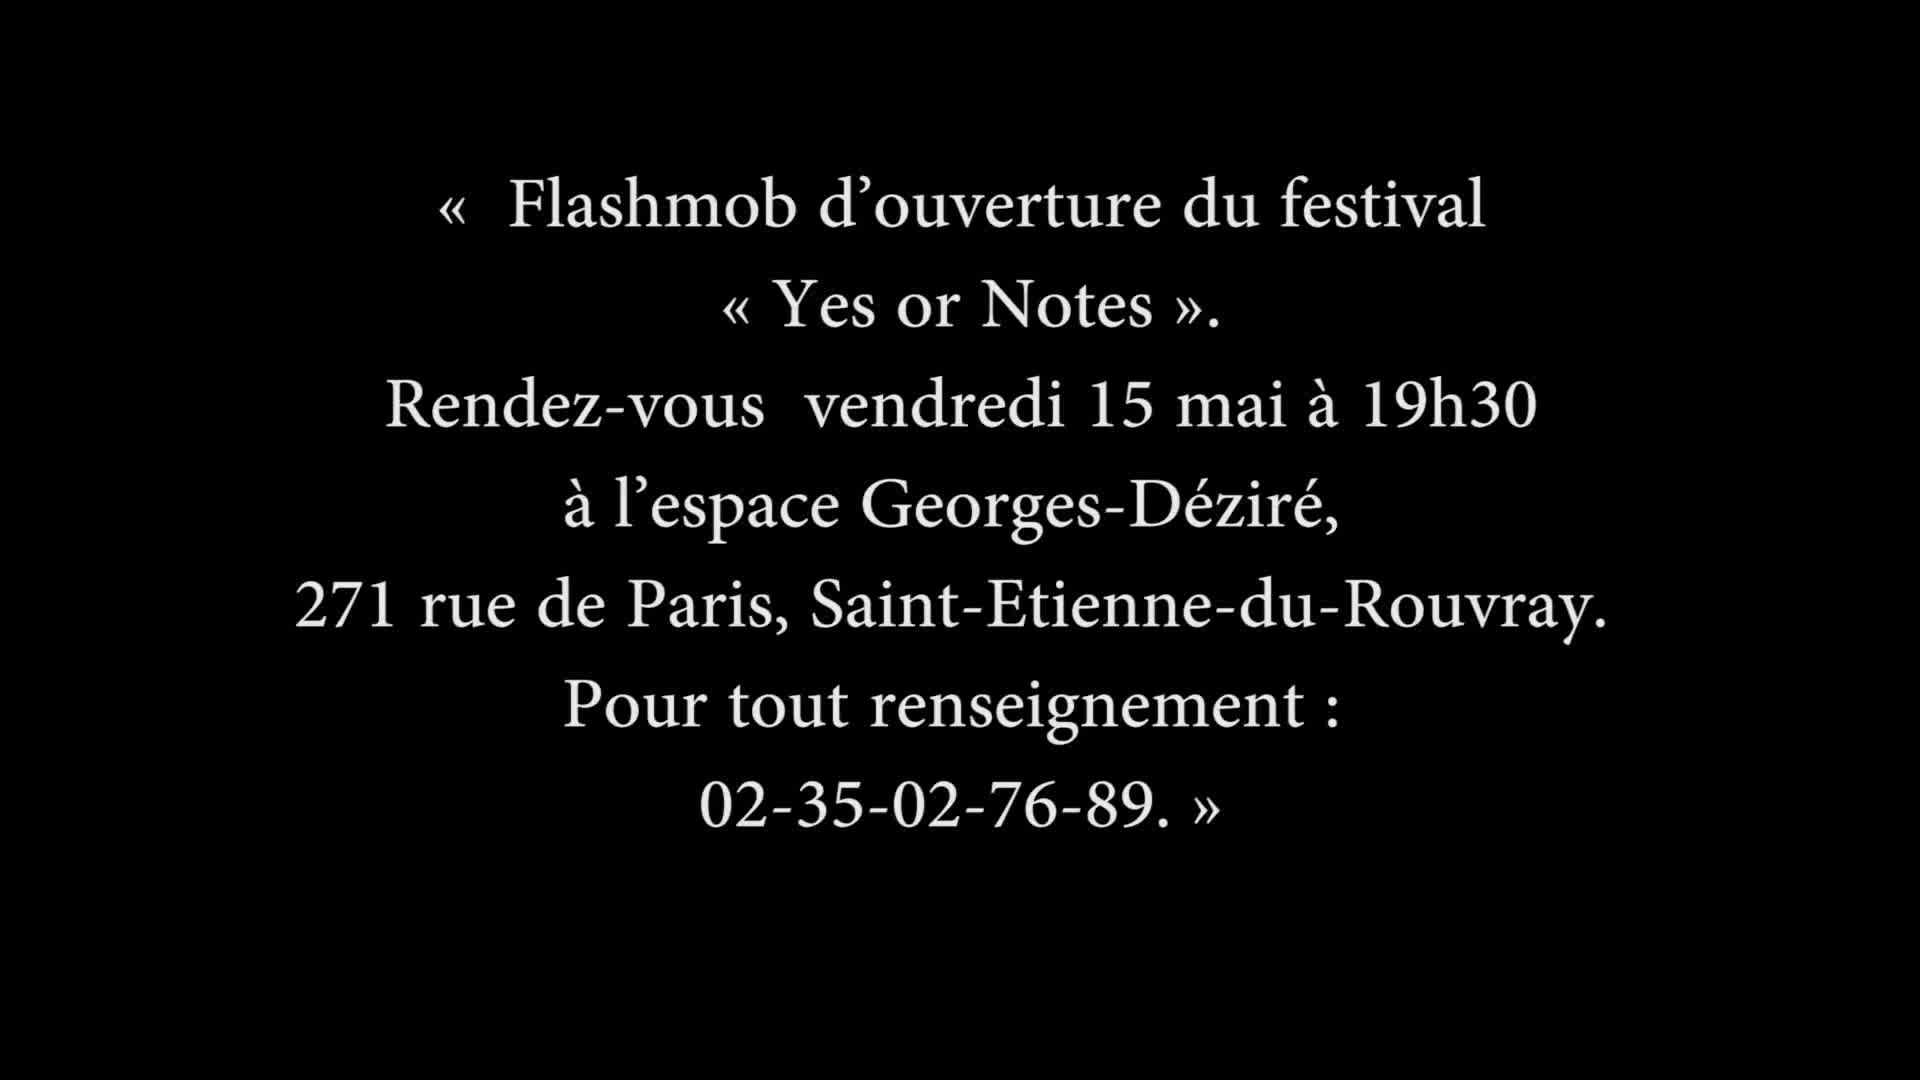 «  Flashmob d’ouverture du festival
« Yes or Notes ».
Rendez-vous  vendredi 15 mai à 19h30
à l’espace Georges-Déziré,
271 rue de Paris, Saint-Etienne-du-Rouvray.
Pour tout renseignement :
02-35-02-76-89. »